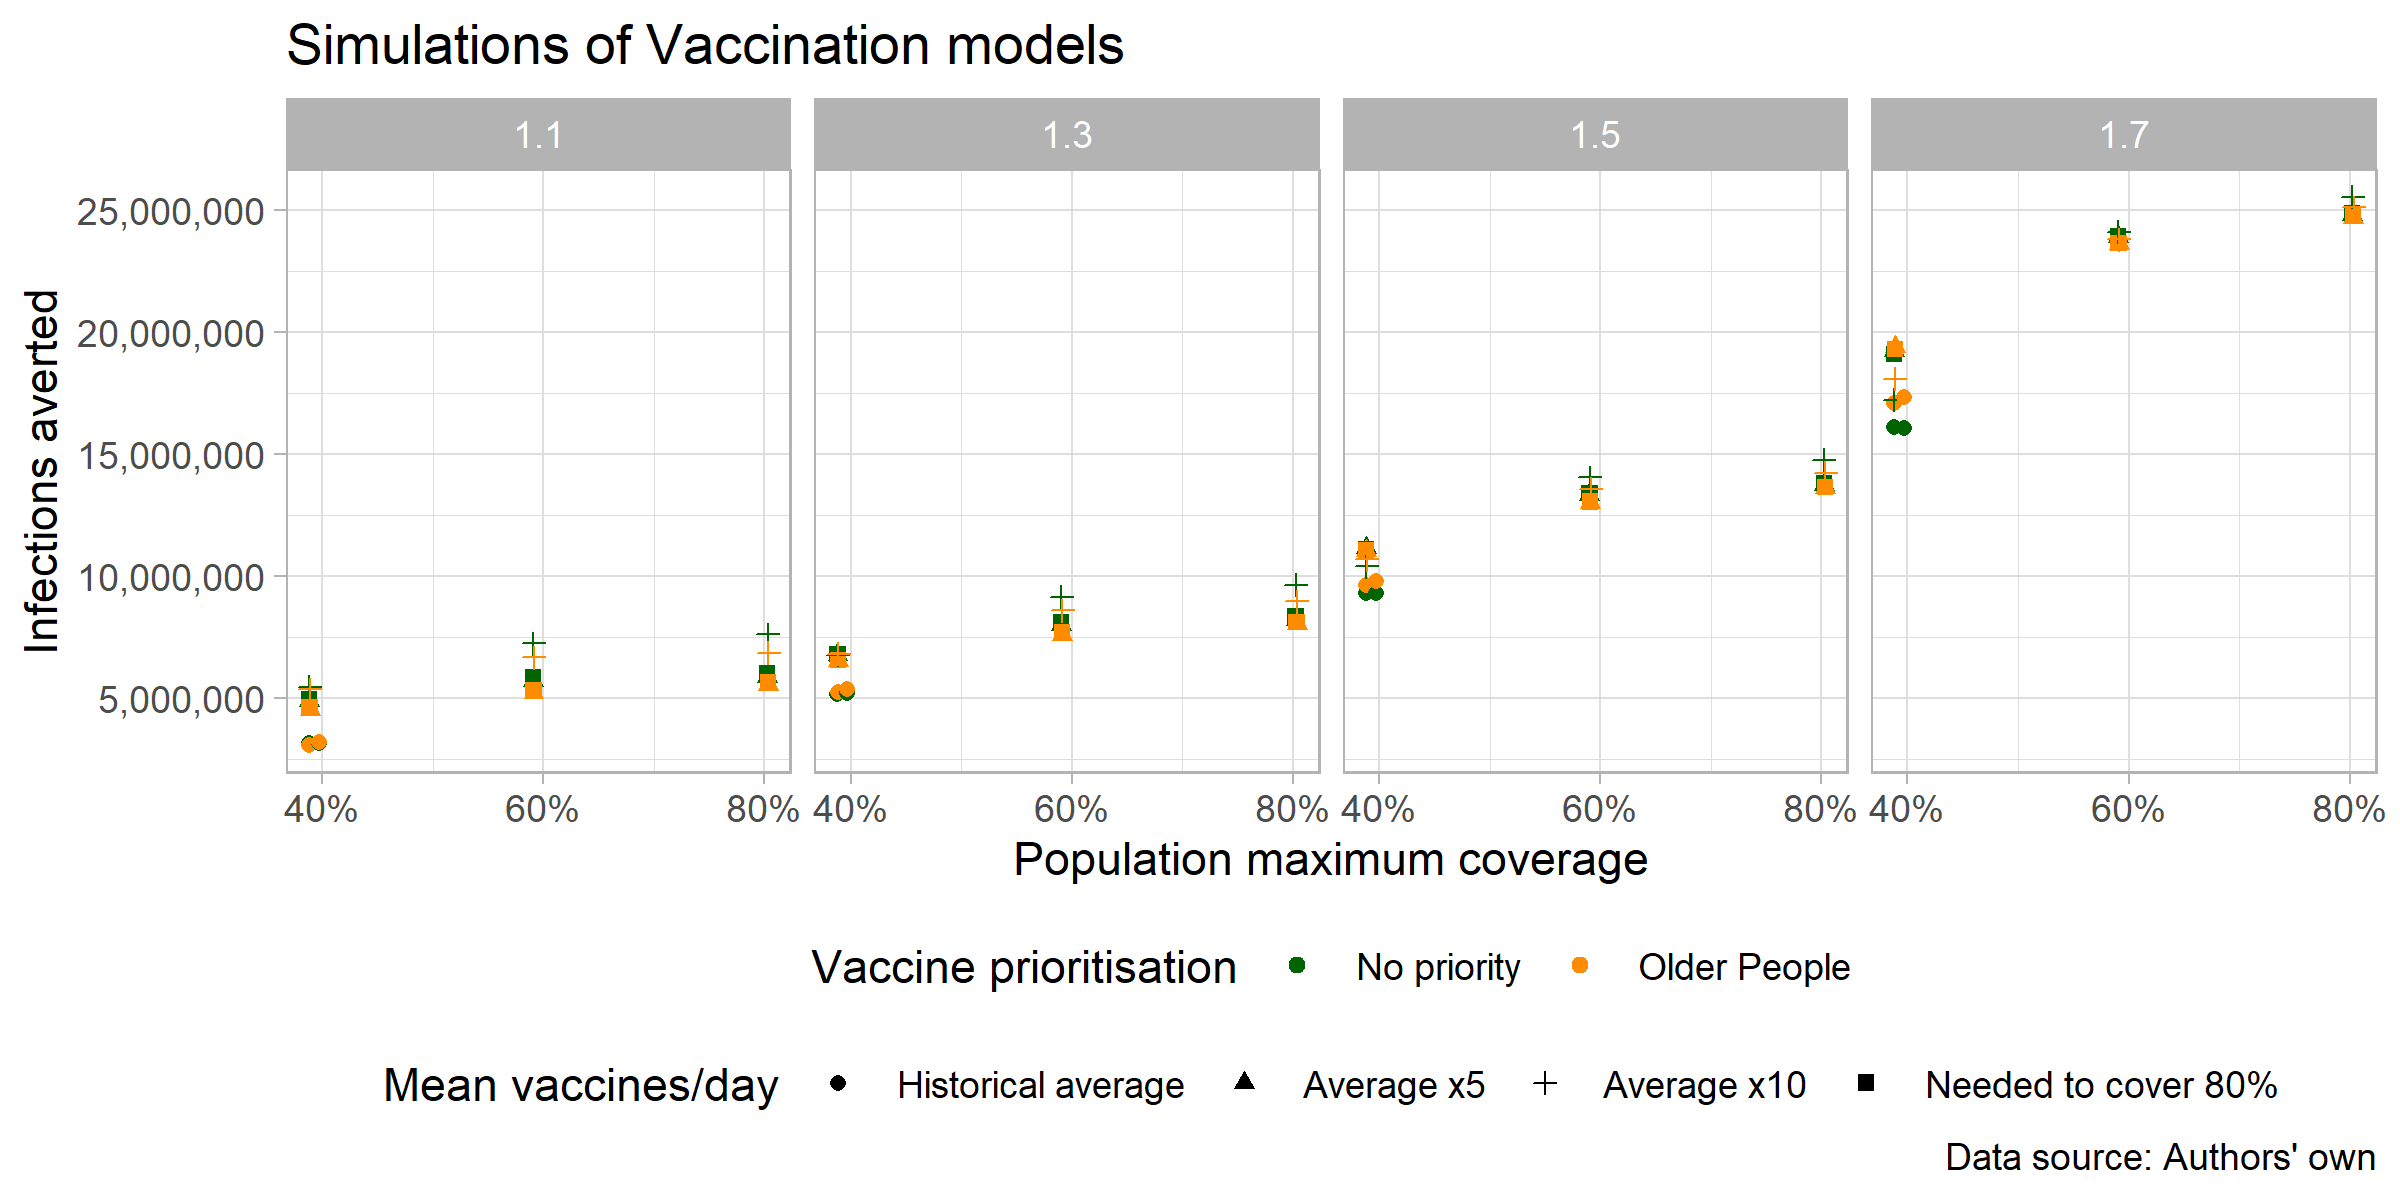 Simulations of Vaccination models
1.1 1.3 1.5 1.7
Infections averted
25,000,000
20,000,000
15,000,000
10,000,000
5,000,000
40% 60% 80% 40% 60% 80% 40% 60% 80% 40% 60% 80%
Population maximum coverage
Vaccine prioritisation No priority Older People
Mean vaccines/day Historical average Average x5 Average x10 Needed to cover 80%
Data source: Authors' own